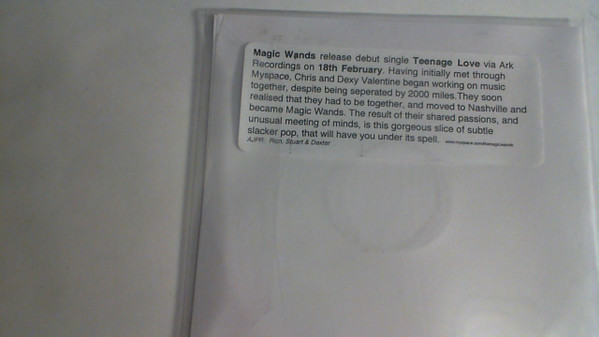 Magic Wands release debut single Teenage Love via Ark
Recordings on 18th February. Having initially met through
Myspace, Chris and Dexy Valentine began working on music
together, despite being seperated by 2000 miles.They soon
realised that they had to be together, and moved to Nashville and
became Magic Wands. The result of their shared passions, and
unusual meeting of minds, is this gorgeous slice of subtle
slacker pop, that will have you under its spell.
Rich, Stuart & Dexter